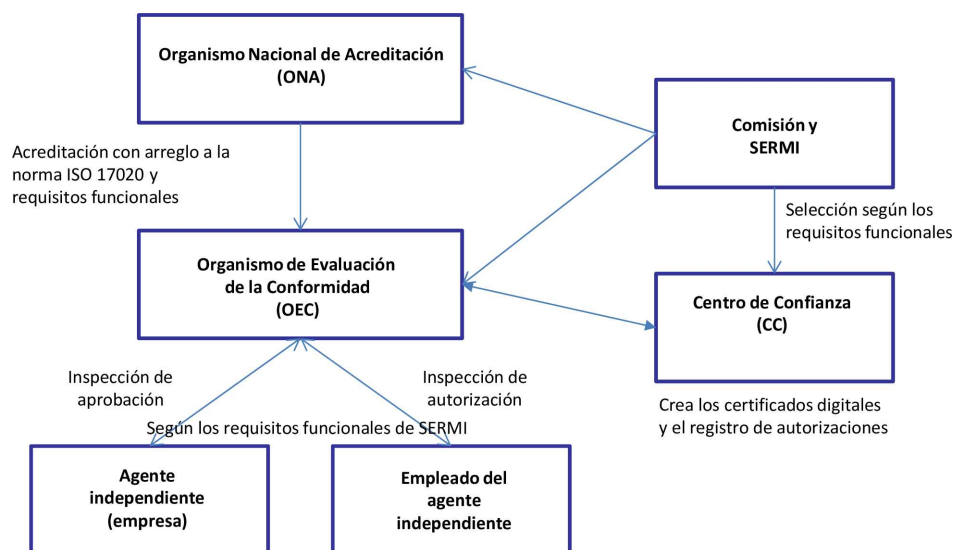 Organismo Nacional de Acreditación
(ONA)
Comisión y
SERMI
Acreditación con arreglo a la
norma ISO 17020 y
requisitos funcionales
Selección según los
requisitos funcionales
Organismo de Evaluación
de la Conformidad
(OEC)
Centro de Confianza
(CC)
Inspección de
aprobación
Inspección de
autorización
Crea los certificados digitales
y el registro de autorizaciones
Según los requisitos funcionales de SERMI
Agente
independiente
(empresa)
Empleado del
agente
independiente